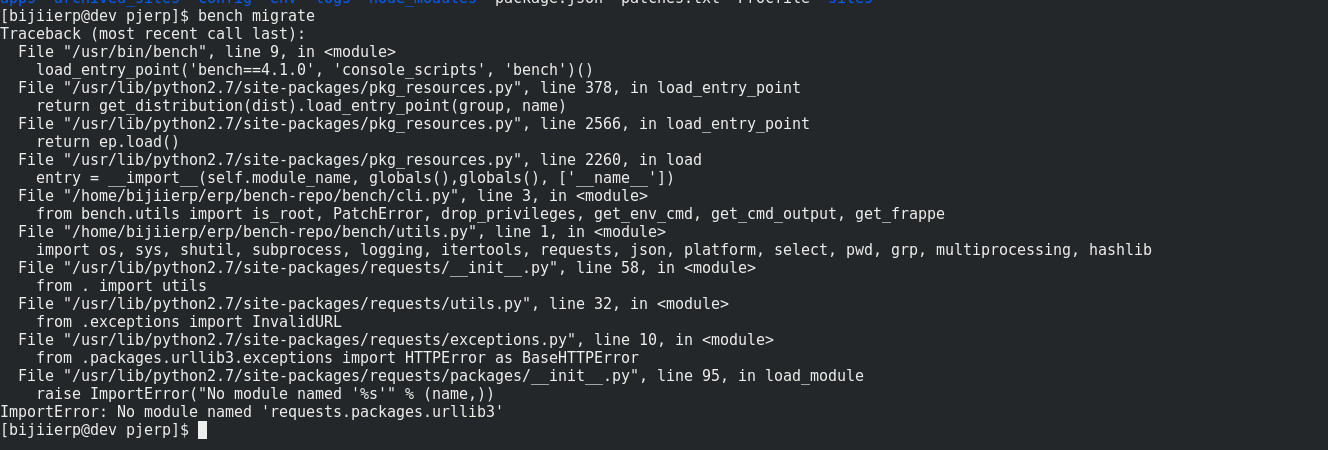 apps archived_sites config env logs node_modules package.json patches.txt Procfile sites
[bijiierp@dev pjerp]$ bench migrate
Traceback (most recent call last):
  File "/usr/bin/bench", line 9, in <module>
    load_entry_point('bench==4.1.0', 'console_scripts', 'bench')()
  File "/usr/lib/python2.7/site-packages/pkg_resources.py", line 378, in load_entry_point
    return get_distribution(dist).load_entry_point(group, name)
  File "/usr/lib/python2.7/site-packages/pkg_resources.py", line 2566, in load_entry_point
    return ep.load()
  File "/usr/lib/python2.7/site-packages/pkg_resources.py", line 2260, in load
    entry = __import__(self.module_name, globals(),globals(), ['__name__'])
  File "/home/bijiierp/erp/bench-repo/bench/cli.py", line 3, in <module>
    from bench.utils import is_root, PatchError, drop_privileges, get_env_cmd, get_cmd_output, get_frappe
  File "/home/bijiierp/erp/bench-repo/bench/utils.py", line 1, in <module>
    import os, sys, shutil, subprocess, logging, itertools, requests, json, platform, select, pwd, grp, multiprocessing, hashlib
  File "/usr/lib/python2.7/site-packages/requests/__init__.py", line 58, in <module>
    from . import utils
  File "/usr/lib/python2.7/site-packages/requests/utils.py", line 32, in <module>
    from .exceptions import InvalidURL
  File "/usr/lib/python2.7/site-packages/requests/exceptions.py", line 10, in <module>
    from .packages.urllib3.exceptions import HTTPError as BaseHTTPError
  File "/usr/lib/python2.7/site-packages/requests/packages/__init__.py", line 95, in load_module
    raise ImportError("No module named '%s'" % (name,))
ImportError: No module named 'requests.packages.urllib3'
[bijiierp@dev pjerp]$